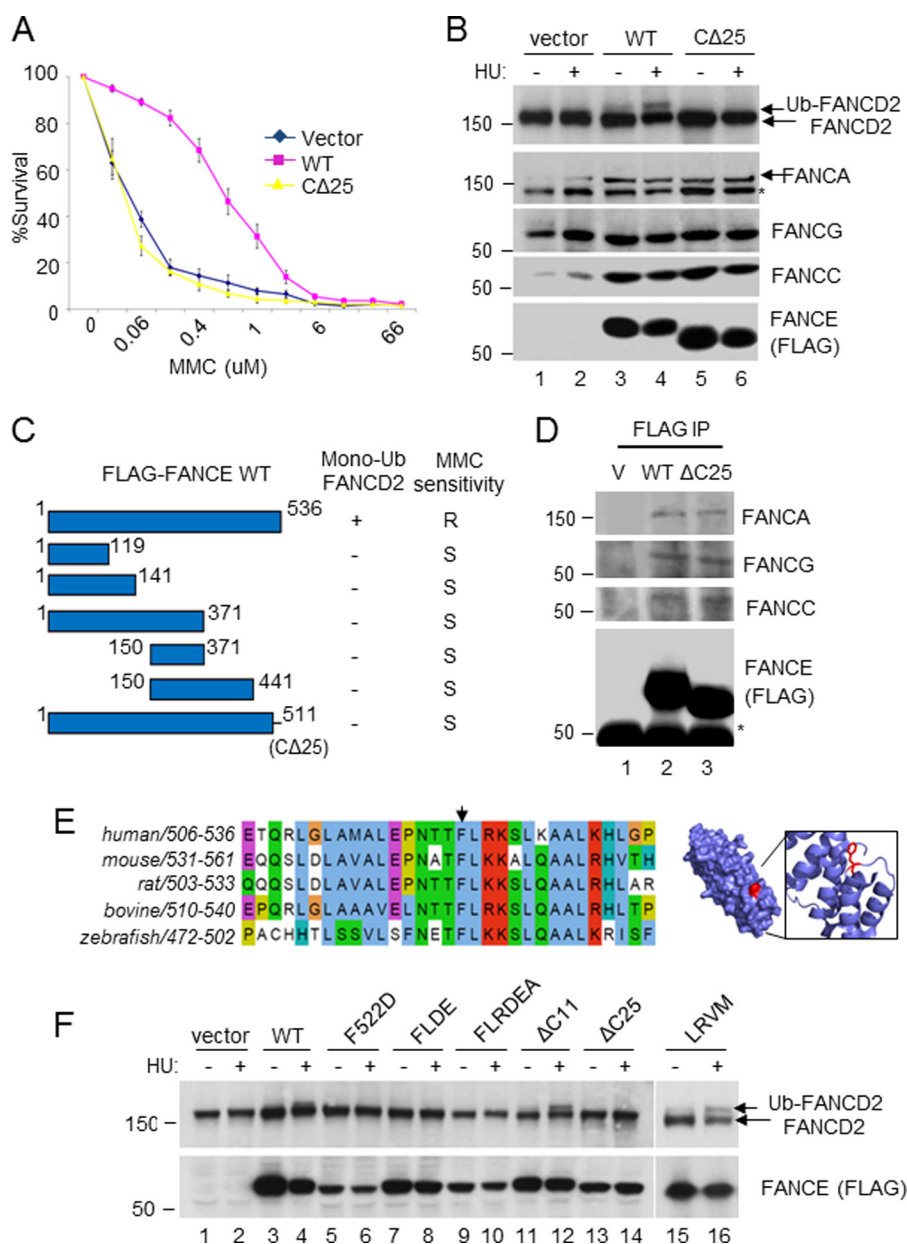 A
%Survival
100
80
60
40
20
0
0 0.06 0.4 1 6 66
MMC (uM)
Vector
WT
CΔ25
B
vector WT CΔ25
HU: - + - + - +
150
Ub-FANCD2
FANCD2
150
FANCA
*
FANCG
50
FANCC
50
FANCE
(FLAG)
1 2 3 4 5 6
C
FLAG-FANCE WT
Mono-Ub
FANCD2
MMC
sensitivity
1 536 + R
1 119 - S
1 141 - S
1 371 - S
150 371 - S
150 441 - S
1 511 - S
(CΔ25)
D
FLAG IP
V WT ΔC25
150
FANCA
FANCG
50
FANCC
50
FANCE
(FLAG)
50
*
1 2 3
E
human/506-536 ETQRLGLAMALEPNTTFLRKSLKAALKHLGP
mouse/531-561 EQQSLDLAVALEPNATFLKKALQAALRHVTH
rat/503-533 QQQSLDLAVALEPNTTFLKKSLQAALRHLAR
bovine/510-540 EPQRLGLAAAVELNTTFLKKSLQAALRHLTP
zebrafish/472-502 PACHHTLSSVLSFNETFLKKSLQAALKRISF
F
vector WT F522D FLDE FLRDEA ΔC11 ΔC25 LRVM
HU: - + - + - + - + - + - + - + - +
150
Ub-FANCD2
FANCD2
FANCE (FLAG)
50
1 2 3 4 5 6 7 8 9 10 11 12 13 14 15 16